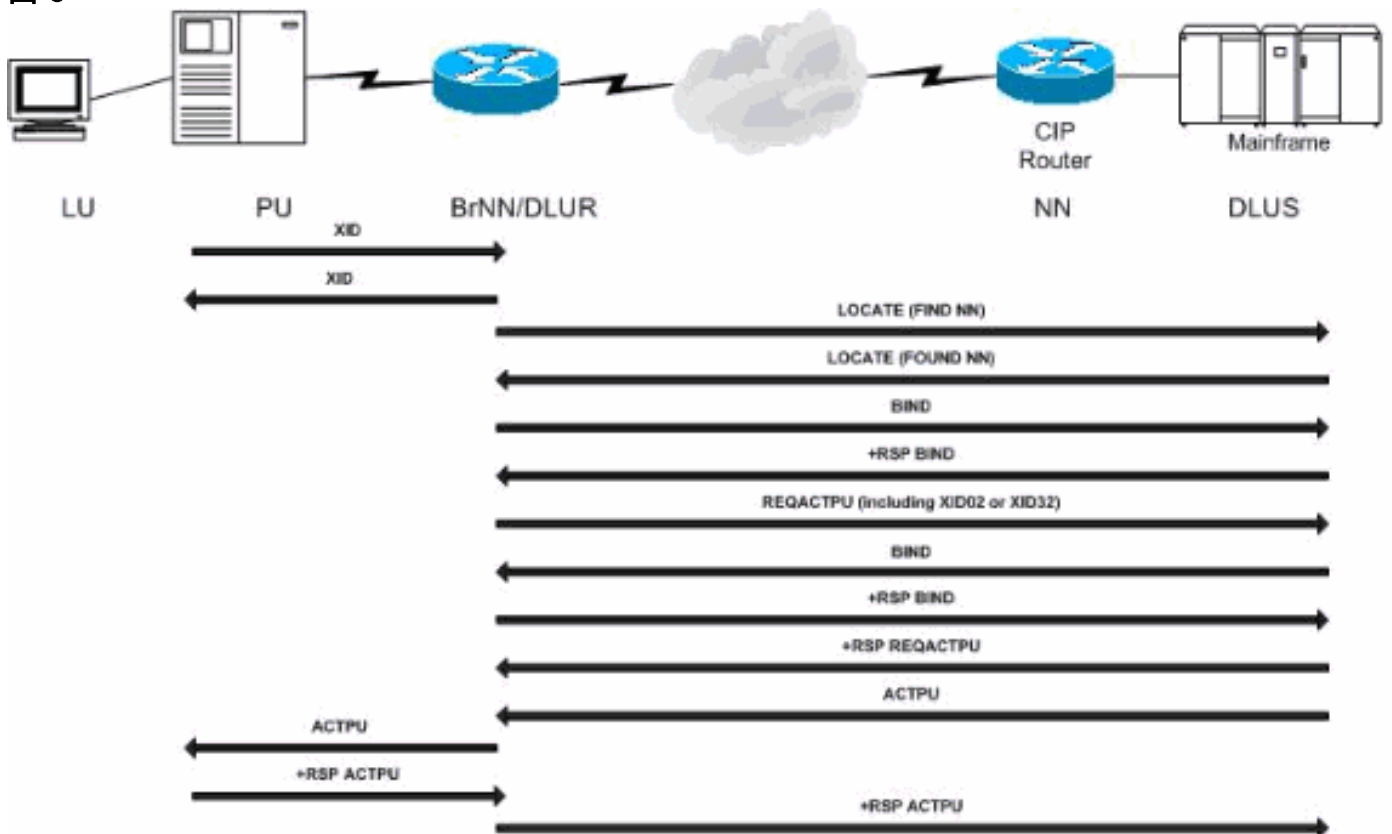 CIP
Router
Mainframe
LU PU BrNN/DLUR NN DLUS
XID
XID
LOCATE (FIND NN)
LOCATE (FOUND NN)
BIND
+RSP BIND
REQACTPU (including XID02 or XID32)
BIND
+RSP BIND
+RSP REQACTPU
ACTPU
ACTPU
+RSP ACTPU
+RSP ACTPU